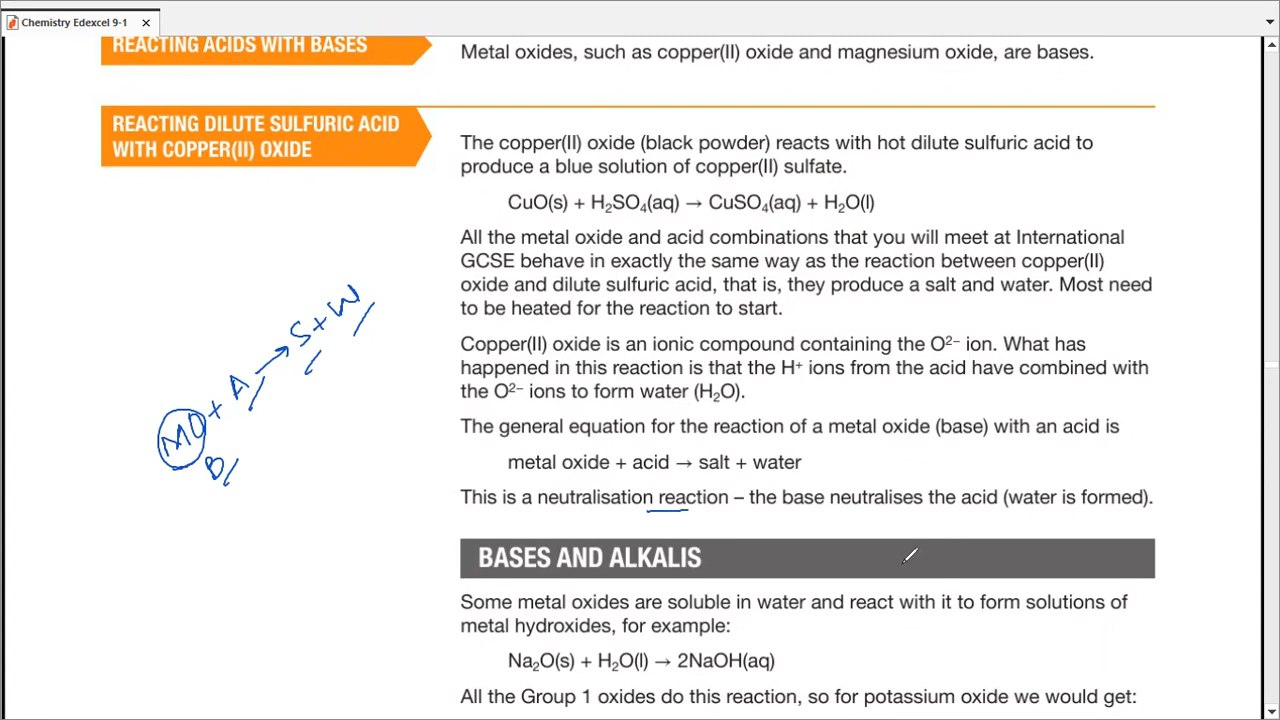 Chemistry Edexcel 9-1
REACTING ACIDS WITH BASES
Metal oxides, such as copper(II) oxide and magnesium oxide, are bases.
REACTING DILUTE SULFURIC ACID
WITH COPPER(II) OXIDE
The copper(II) oxide (black powder) reacts with hot dilute sulfuric acid to
produce a blue solution of copper(II) sulfate.
CuO(s) + H₂SO₄(aq) → CuSO₄(aq) + H₂O(l)
All the metal oxide and acid combinations that you will meet at International
GCSE behave in exactly the same way as the reaction between copper(II)
oxide and dilute sulfuric acid, that is, they produce a salt and water. Most need
to be heated for the reaction to start.
MO + A → S + W
B
Copper(II) oxide is an ionic compound containing the O²⁻ ion. What has
happened in this reaction is that the H⁺ ions from the acid have combined with
the O²⁻ ions to form water (H₂O).
The general equation for the reaction of a metal oxide (base) with an acid is
metal oxide + acid → salt + water
This is a neutralisation reaction – the base neutralises the acid (water is formed).
BASES AND ALKALIS
Some metal oxides are soluble in water and react with it to form solutions of
metal hydroxides, for example:
Na₂O(s) + H₂O(l) → 2NaOH(aq)
All the Group 1 oxides do this reaction, so for potassium oxide we would get: